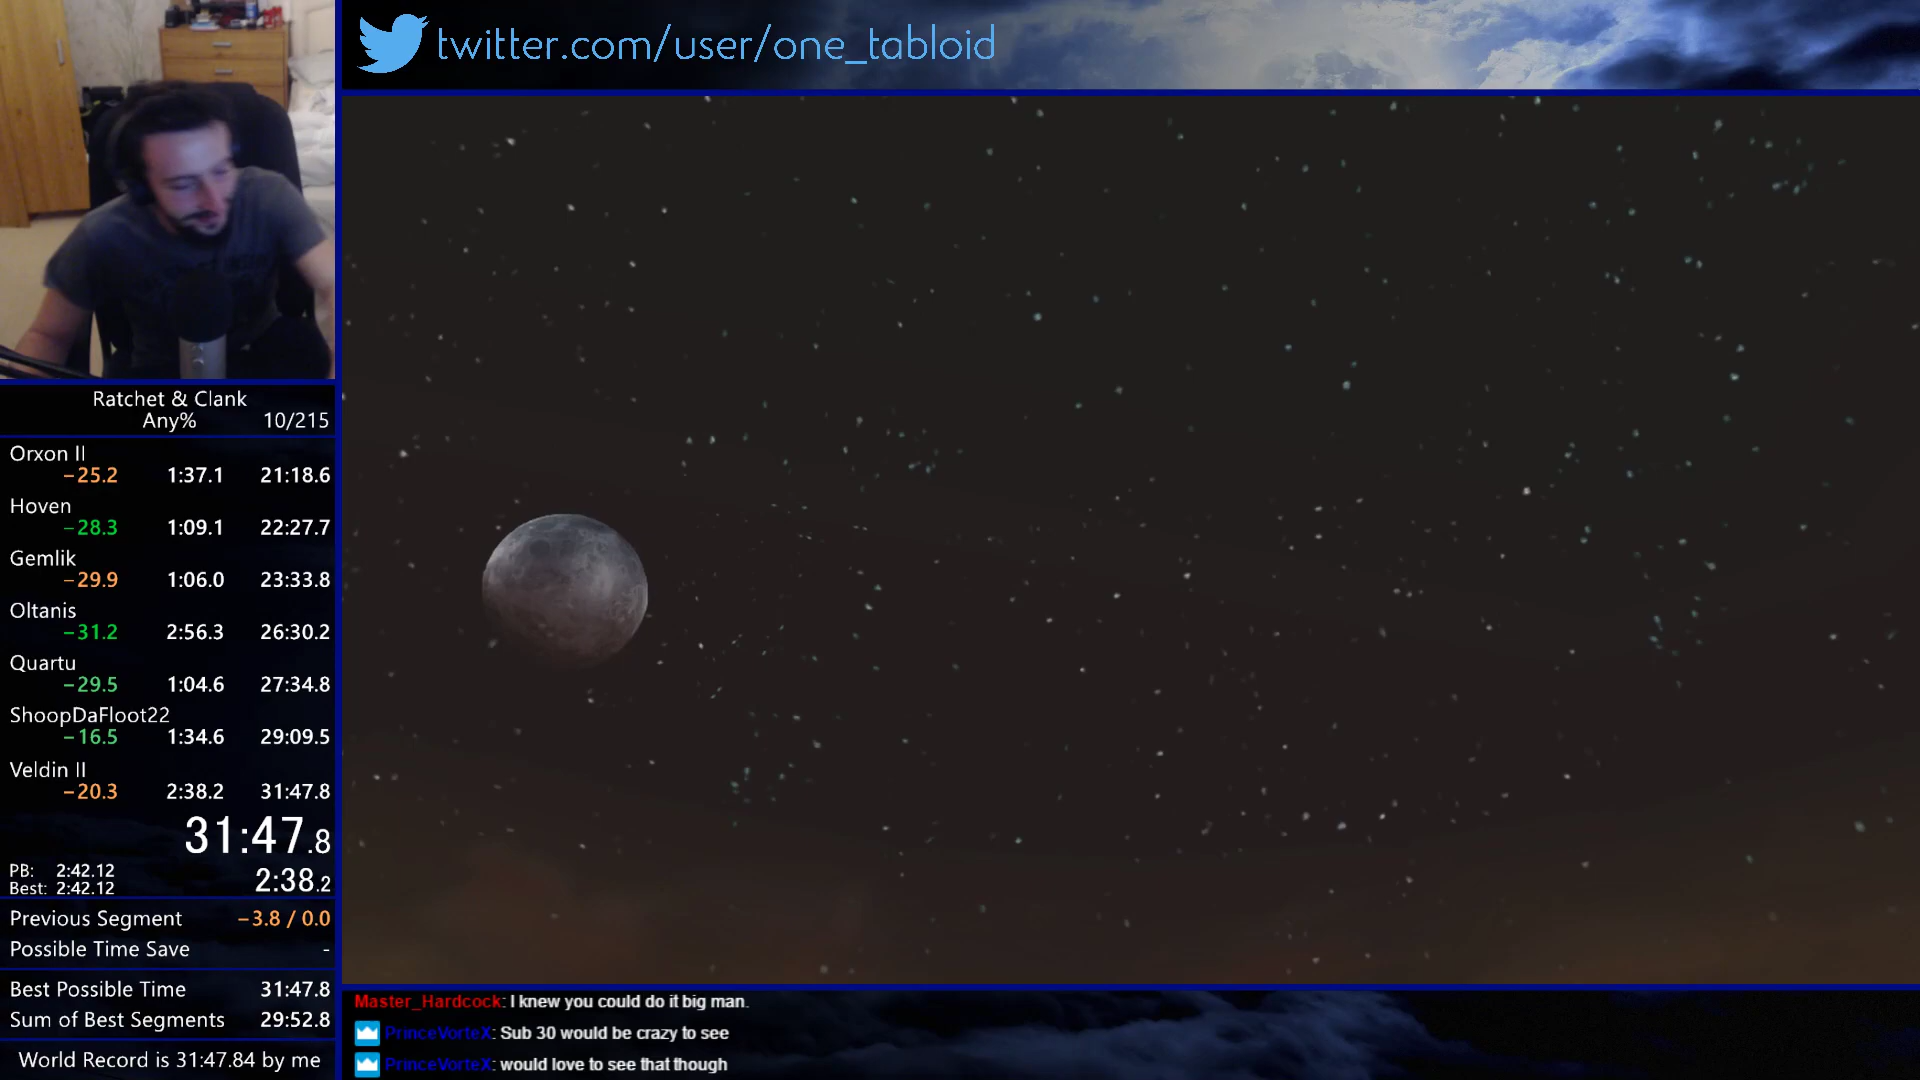 twitter.com/user/one_tabloid
Ratchet & Clank
Any% 10/215
Orxon II
−25.2 1:37.1 21:18.6
Hoven
−28.3 1:09.1 22:27.7
Gemlik
−29.9 1:06.0 23:33.8
Oltanis
−31.2 2:56.3 26:30.2
Quartu
−29.5 1:04.6 27:34.8
ShoopDaFloot22
−16.5 1:34.6 29:09.5
Veldin II
−20.3 2:38.2 31:47.8
31:47.8
PB: 2:42.12
Best: 2:42.12
2:38.2
Previous Segment −3.8 / 0.0
Possible Time Save -
Best Possible Time 31:47.8
Sum of Best Segments 29:52.8
World Record is 31:47.84 by me
Master_Hardcock: I knew you could do it big man.
PrinceVorteX: Sub 30 would be crazy to see
PrinceVorteX: would love to see that though